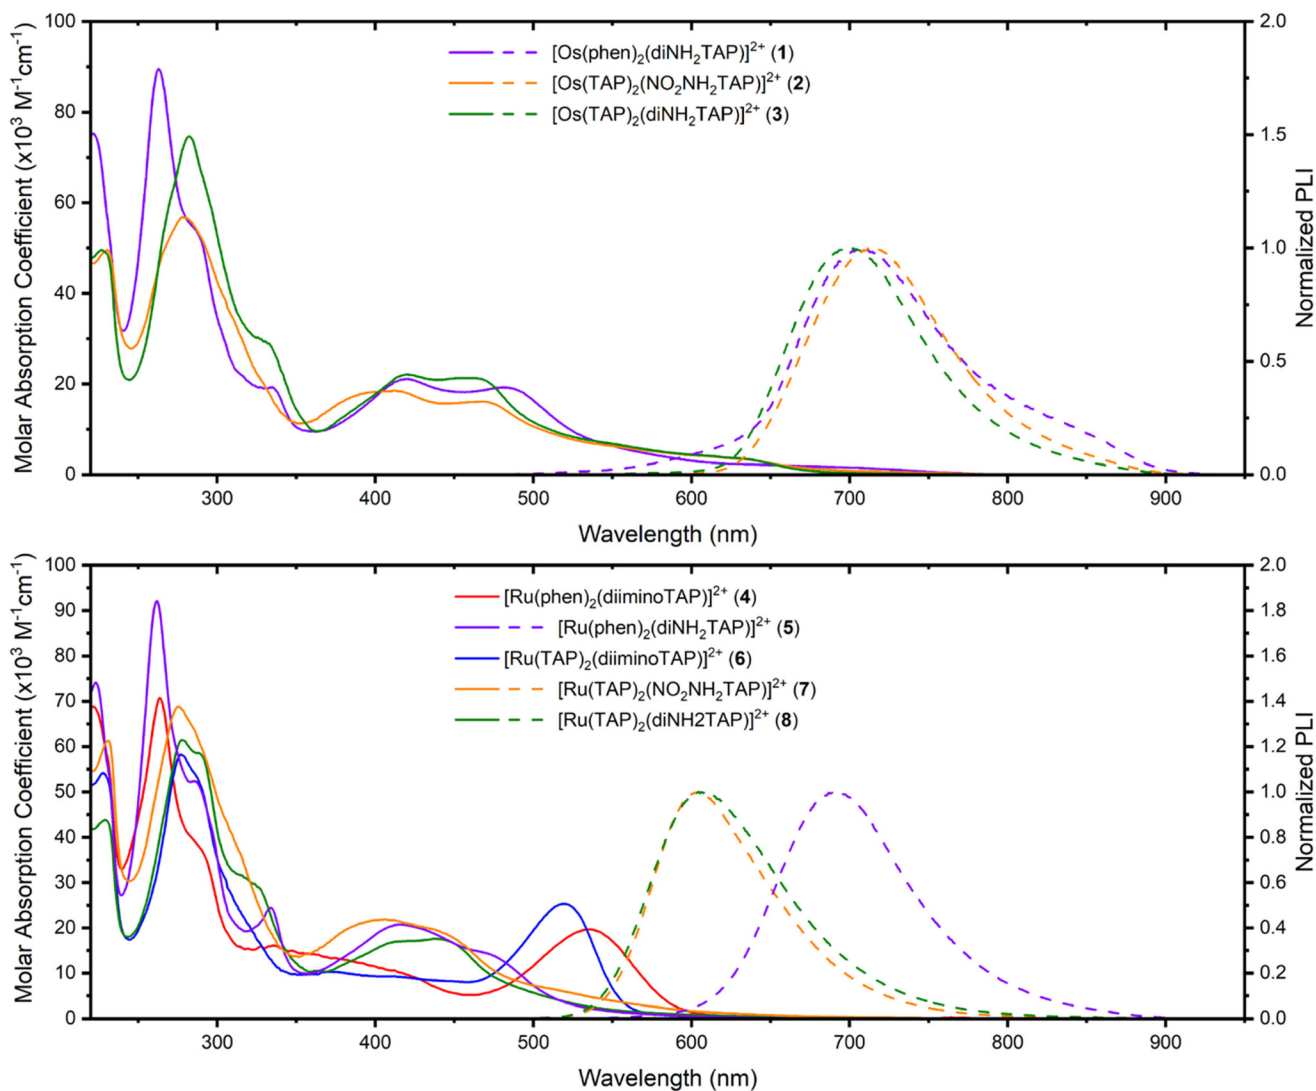 100
80
60
40
20
0
2.0
1.5
1.0
0.5
0.0
Molar Absorption Coefficient (x10³ M⁻¹cm⁻¹)
Normalized PLI
[Os(phen)₂(diNH₂TAP)]²⁺ (1)
[Os(TAP)₂(NO₂NH₂TAP)]²⁺ (2)
[Os(TAP)₂(diNH₂TAP)]²⁺ (3)
300 400 500 600 700 800 900
Wavelength (nm)
100
90
80
70
60
50
40
30
20
10
0
2.0
1.8
1.6
1.4
1.2
1.0
0.8
0.6
0.4
0.2
0.0
Molar Absorption Coefficient (x10³ M⁻¹cm⁻¹)
Normalized PLI
[Ru(phen)₂(diiminoTAP)]²⁺ (4)
[Ru(phen)₂(diNH₂TAP)]²⁺ (5)
[Ru(TAP)₂(diiminoTAP)]²⁺ (6)
[Ru(TAP)₂(NO₂NH₂TAP)]²⁺ (7)
[Ru(TAP)₂(diNH2TAP)]²⁺ (8)
300 400 500 600 700 800 900
Wavelength (nm)